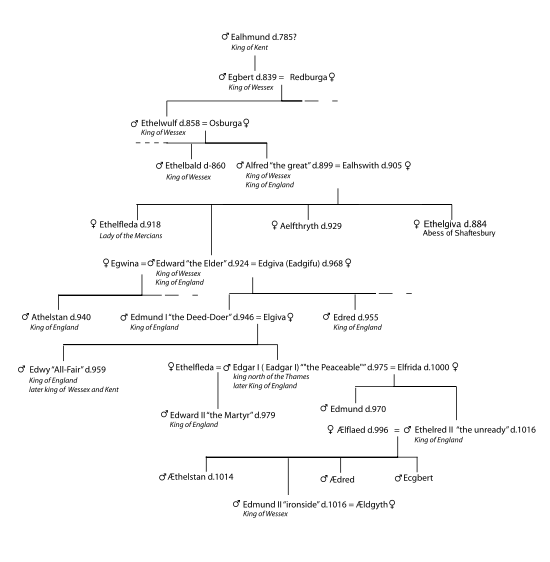 ♂ Ealhmund d.785?
King of Kent
♂ Egbert d.839 = Redburga ♀
King of Wessex
♂ Ethelwulf d.858 = Osburga ♀
King of Wessex
♂ Ethelbald d-860
King of Wessex
♂ Alfred "the great" d.899 = Ealhswith d.905 ♀
King of Wessex
King of England
♀ Ethelfleda d.918
Lady of the Mercians
♀ Aelfthryth d.929
♀ Ethelgiva d.884
Abess of Shaftesbury
♀ Egwina = ♂ Edward "the Elder" d.924 = Edgiva (Eadgifu) d.968 ♀
King of Wessex
King of England
♂ Athelstan d.940
King of England
♂ Edmund I "the Deed-Doer" d.946 = Elgiva ♀
King of England
♂ Edred d.955
King of England
♂ Edwy "All-Fair" d.959
King of England
later king of Wessex and Kent
♀ Ethelfleda = ♂ Edgar I ( Eadgar I) ""the Peaceable"" d.975 = Elfrida d.1000 ♀
king north of the Thames
later King of England
♂ Edward II "the Martyr" d.979
King of England
♂ Edmund d.970
♀ Ælflaed d.996 = ♂ Ethelred II "the unready" d.1016
King of England
♂ Æthelstan d.1014
♂ Ædred
♂ Ecgbert
♂ Edmund II "ironside" d.1016 = Ældgyth ♀
King of Wessex